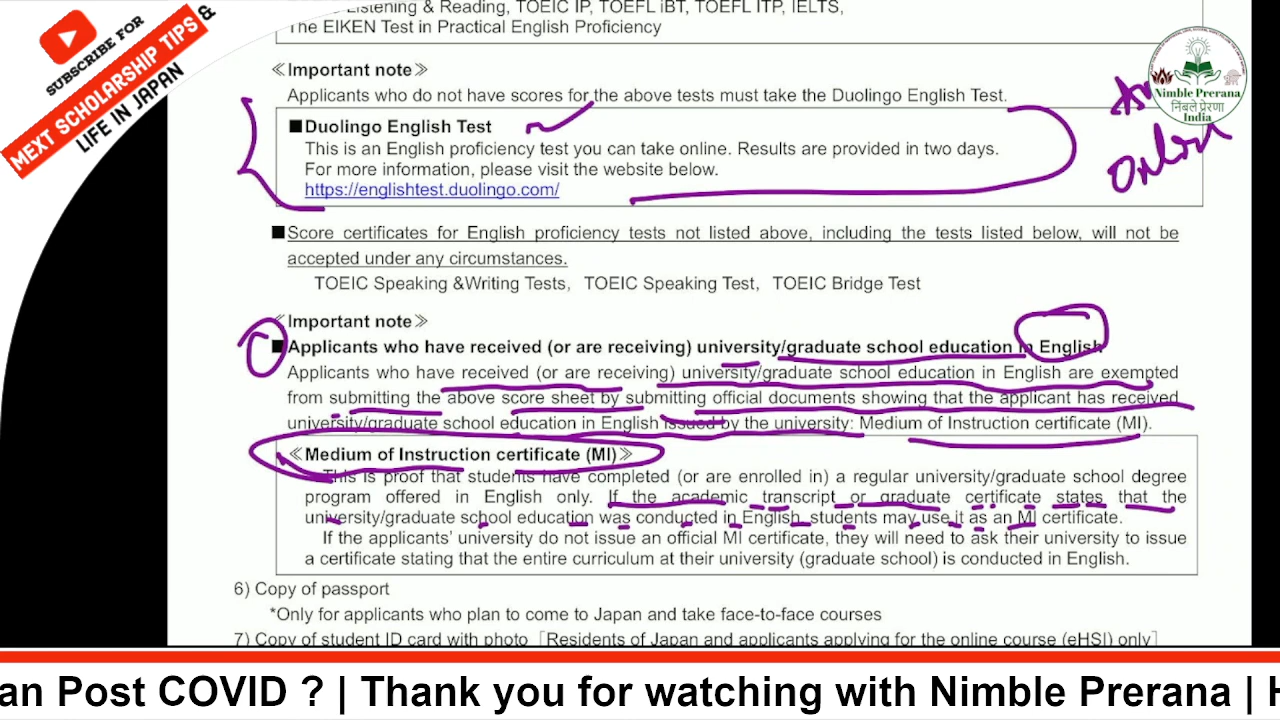 SUBSCRIBE FOR
MEXT SCHOLARSHIP TIPS &
LIFE IN JAPAN
Listening & Reading, TOEIC IP, TOEFL iBT, TOEFL ITP, IELTS,
The EIKEN Test in Practical English Proficiency
≪Important note≫
Applicants who do not have scores for the above tests must take the Duolingo English Test.
■Duolingo English Test
This is an English proficiency test you can take online. Results are provided in two days.
For more information, please visit the website below.
https://englishtest.duolingo.com/
Nimble Prerana
निंबले प्रेरणा
India
Online
■Score certificates for English proficiency tests not listed above, including the tests listed below, will not be
accepted under any circumstances.
TOEIC Speaking &Writing Tests, TOEIC Speaking Test, TOEIC Bridge Test
≪Important note≫
■Applicants who have received (or are receiving) university/graduate school education in English
Applicants who have received (or are receiving) university/graduate school education in English are exempted
from submitting the above score sheet by submitting official documents showing that the applicant has received
university/graduate school education in English issued by the university: Medium of Instruction certificate (MI).
≪Medium of Instruction certificate (MI)≫
This is proof that students have completed (or are enrolled in) a regular university/graduate school degree
program offered in English only. If the academic transcript or graduate certificate states that the
university/graduate school education was conducted in English, students may use it as an MI certificate.
If the applicants' university do not issue an official MI certificate, they will need to ask their university to issue
a certificate stating that the entire curriculum at their university (graduate school) is conducted in English.
6) Copy of passport
*Only for applicants who plan to come to Japan and take face-to-face courses
7) Copy of student ID card with photo［Residents of Japan and applicants applying for the online course (eHSI) only］
an Post COVID ? | Thank you for watching with Nimble Prerana | H